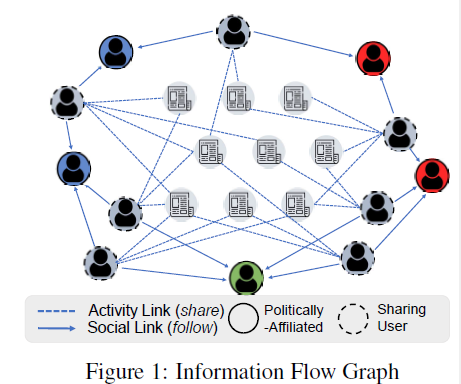 Activity Link (share)
Social Link (follow)
Politically
-Affiliated
Sharing
User
Figure 1: Information Flow Graph